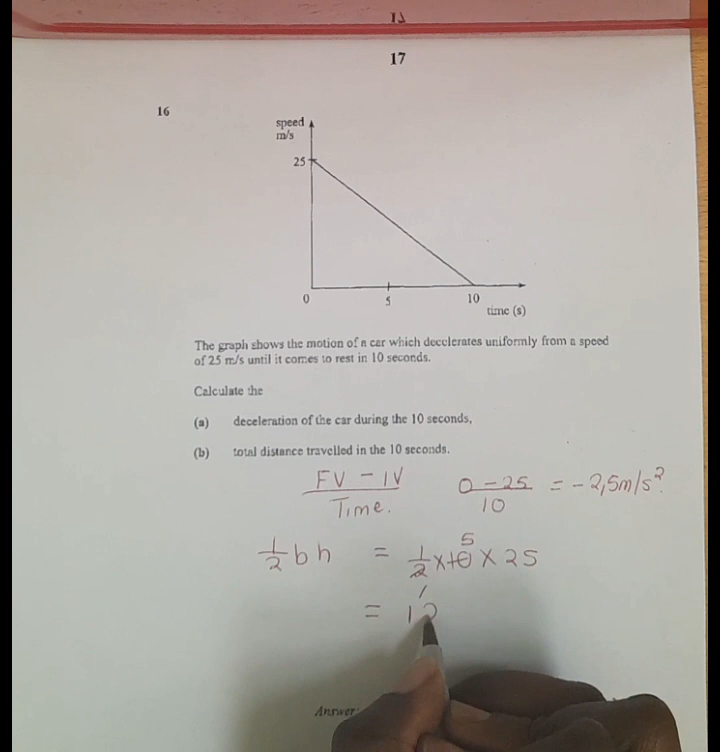 17
16
speed
m/s
25
0 5 10
time (s)
The graph shows the motion of a car which decelerates uniformly from a speed
of 25 m/s until it comes to rest in 10 seconds.
Calculate the
(a) deceleration of the car during the 10 seconds,
(b) total distance travelled in the 10 seconds.
FV - IV / Time. 0 - 25 / 10 = - 2,5m/s².
1/2 bh = 1/2 × 10 × 25
5
1
= 12
Answer: